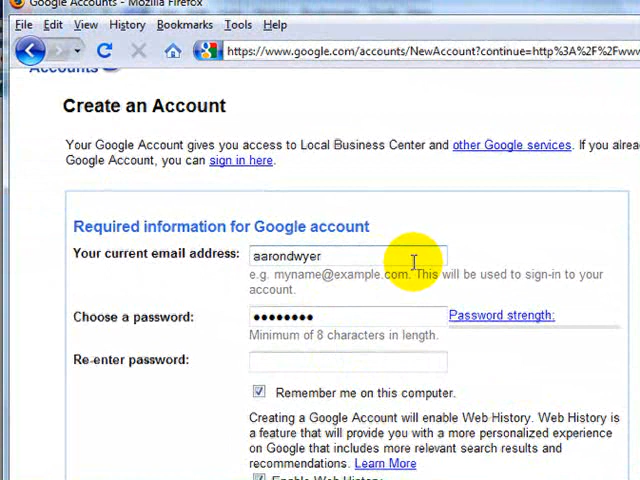 Google Accounts - Mozilla Firefox
File Edit View History Bookmarks Tools Help
https://www.google.com/accounts/NewAccount?continue=http%3A%2F%2Fwww
Accounts
Create an Account
Your Google Account gives you access to Local Business Center and other Google services. If you alrea
Google Account, you can sign in here.
Required information for Google account
Your current email address: aarondwyer
e.g. myname@example.com. This will be used to sign-in to your
account.
Choose a password: •••••••• Password strength:
Minimum of 8 characters in length.
Re-enter password:
Remember me on this computer.
Creating a Google Account will enable Web History. Web History is
a feature that will provide you with a more personalized experience
on Google that includes more relevant search results and
recommendations. Learn More
Enable Web History